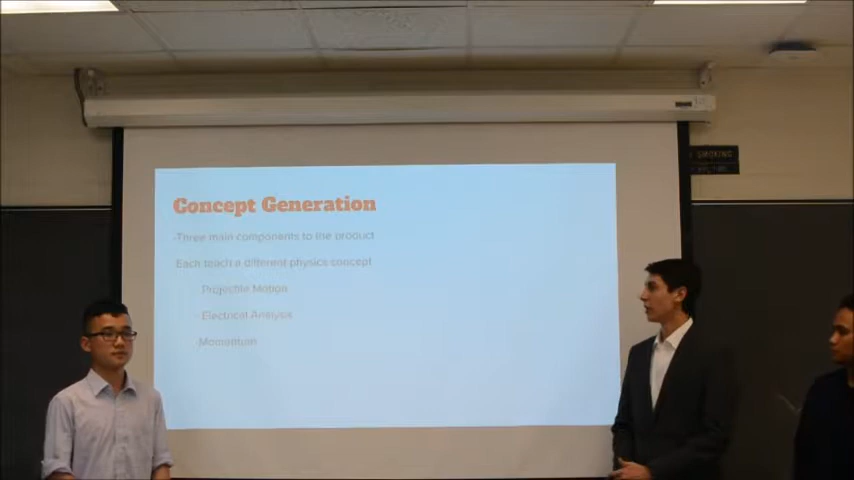 Concept Generation
-Three main components to the product
Each teach a different physics concept
- Projectile Motion
- Electrical Analysis
-Momentum
SMOKING